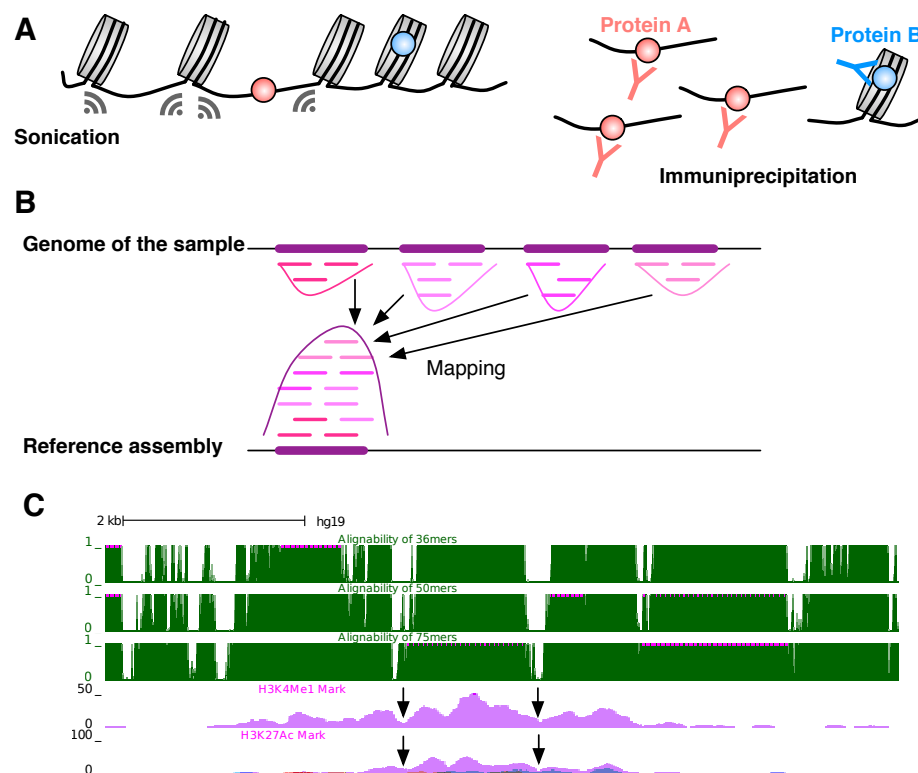 A
Protein A
Protein B
Sonication
Immuniprecipitation
B
Genome of the sample
Mapping
Reference assembly
C
2 kb
hg19
Alignability of 36mers
1 _
0 _
Alignability of 50mers
1 _
0 _
Alignability of 75mers
1 _
0
50 _
H3K4Me1 Mark
0
H3K27Ac Mark
100 _
0